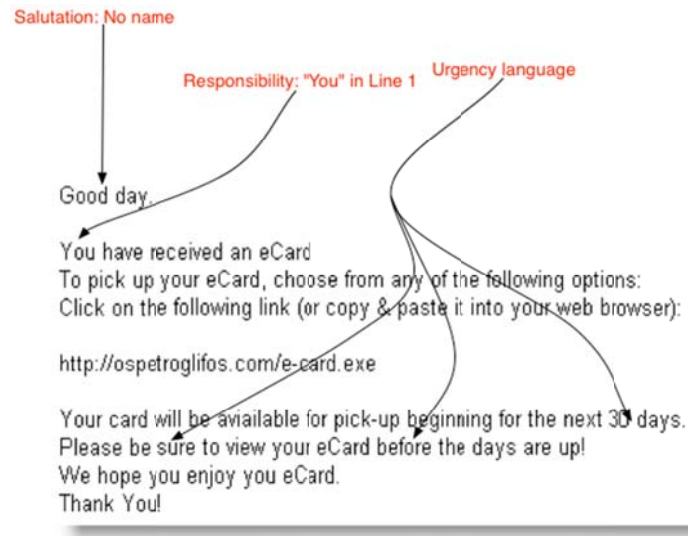 Salutation: No name
Responsibility: "You" in Line 1
Urgency language
Good day.
You have received an eCard
To pick up your eCard, choose from any of the following options:
Click on the following link (or copy & paste it into your web browser):
http://ospetroglifos.com/e-card.exe
Your card will be aviailable for pick-up beginning for the next 30 days.
Please be sure to view your eCard before the days are up!
We hope you enjoy you eCard.
Thank You!